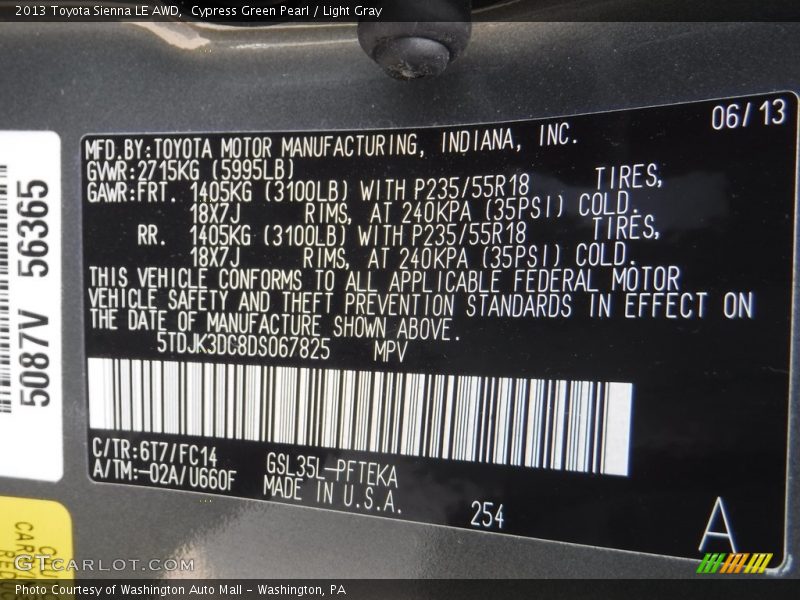 2013 Toyota Sienna LE AWD, Cypress Green Pearl / Light Gray
06/13
MFD.BY:TOYOTA MOTOR MANUFACTURING, INDIANA, INC.
GVWR:2715KG (5995LB)
GAWR:FRT. 1405KG (3100LB) WITH P235/55R18 TIRES,
18X7J RIMS, AT 240KPA (35PSI) COLD.
RR. 1405KG (3100LB) WITH P235/55R18 TIRES,
18X7J RIMS, AT 240KPA (35PSI) COLD.
THIS VEHICLE CONFORMS TO ALL APPLICABLE FEDERAL MOTOR
VEHICLE SAFETY AND THEFT PREVENTION STANDARDS IN EFFECT ON
THE DATE OF MANUFACTURE SHOWN ABOVE.
5TDJK3DC8DS067825 MPV
C/TR:6T7/FC14
A/TM:-02A/U660F
GSL35L-PFTEKA
MADE IN U.S.A.
254
A
5087V 56365
GTCARLOT.COM
Photo Courtesy of Washington Auto Mall - Washington, PA